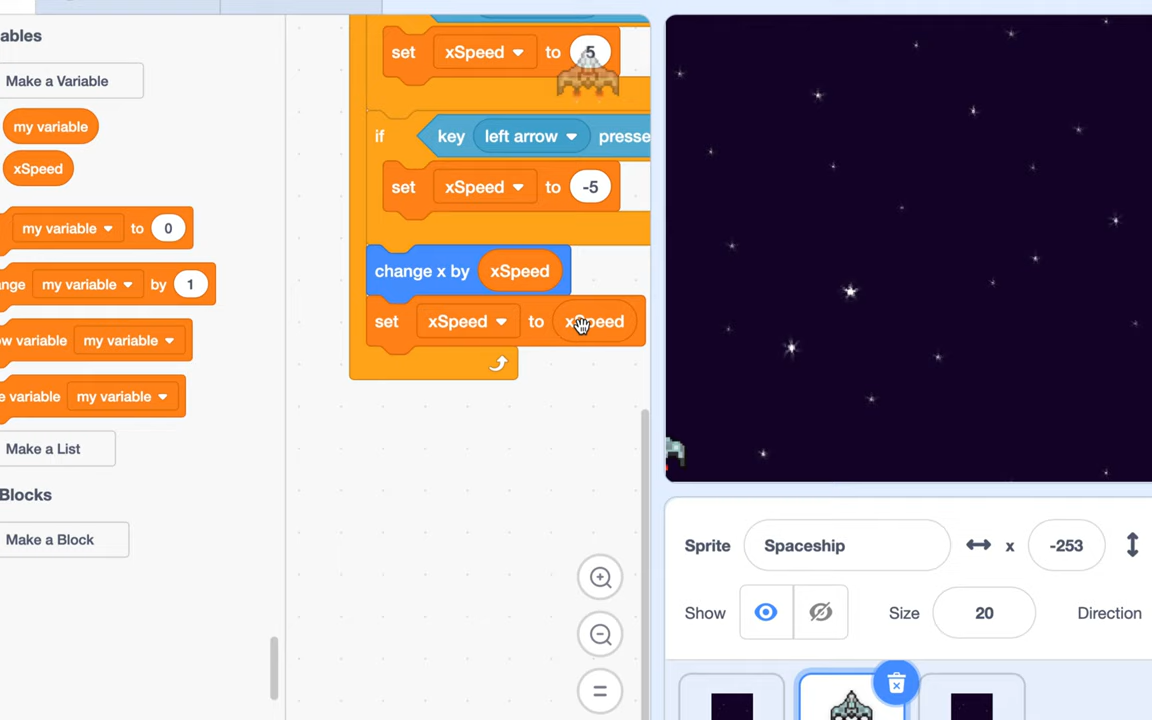 ables
Make a Variable
my variable
xSpeed
my variable to 0
nge my variable by 1
w variable my variable
e variable my variable
Make a List
Blocks
Make a Block
set xSpeed to 5
if key left arrow presse
set xSpeed to -5
change x by xSpeed
set xSpeed to xSpeed
Sprite Spaceship x -253
Show Size 20 Direction